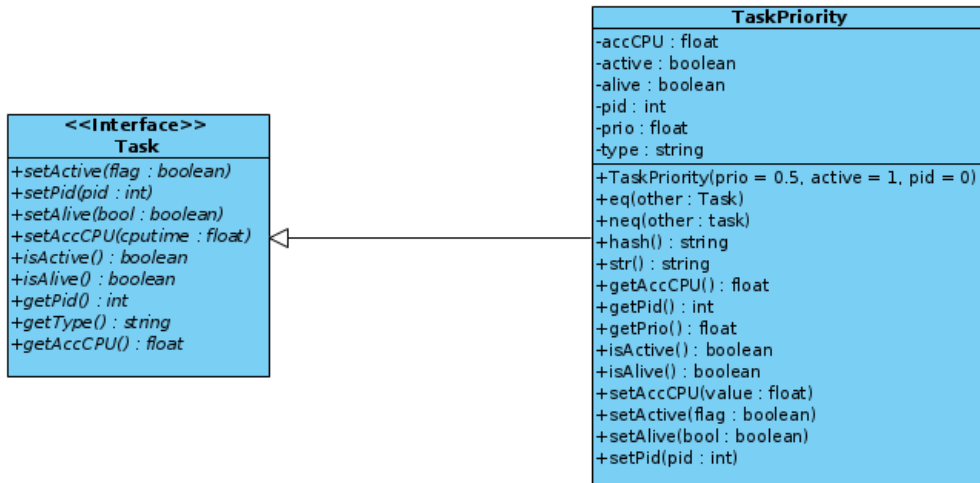 <<Interface>>
Task
+setActive(flag : boolean)
+setPid(pid : int)
+setAlive(bool : boolean)
+setAccCPU(cputime : float)
+isActive() : boolean
+isAlive() : boolean
+getPid() : int
+getType() : string
+getAccCPU() : float
TaskPriority
-accCPU : float
-active : boolean
-alive : boolean
-pid : int
-prio : float
-type : string
+TaskPriority(prio = 0.5, active = 1, pid = 0)
+eq(other : Task)
+neq(other : task)
+hash() : string
+str() : string
+getAccCPU() : float
+getPid() : int
+getPrio() : float
+isActive() : boolean
+isAlive() : boolean
+setAccCPU(value : float)
+setActive(flag : boolean)
+setAlive(bool : boolean)
+setPid(pid : int)